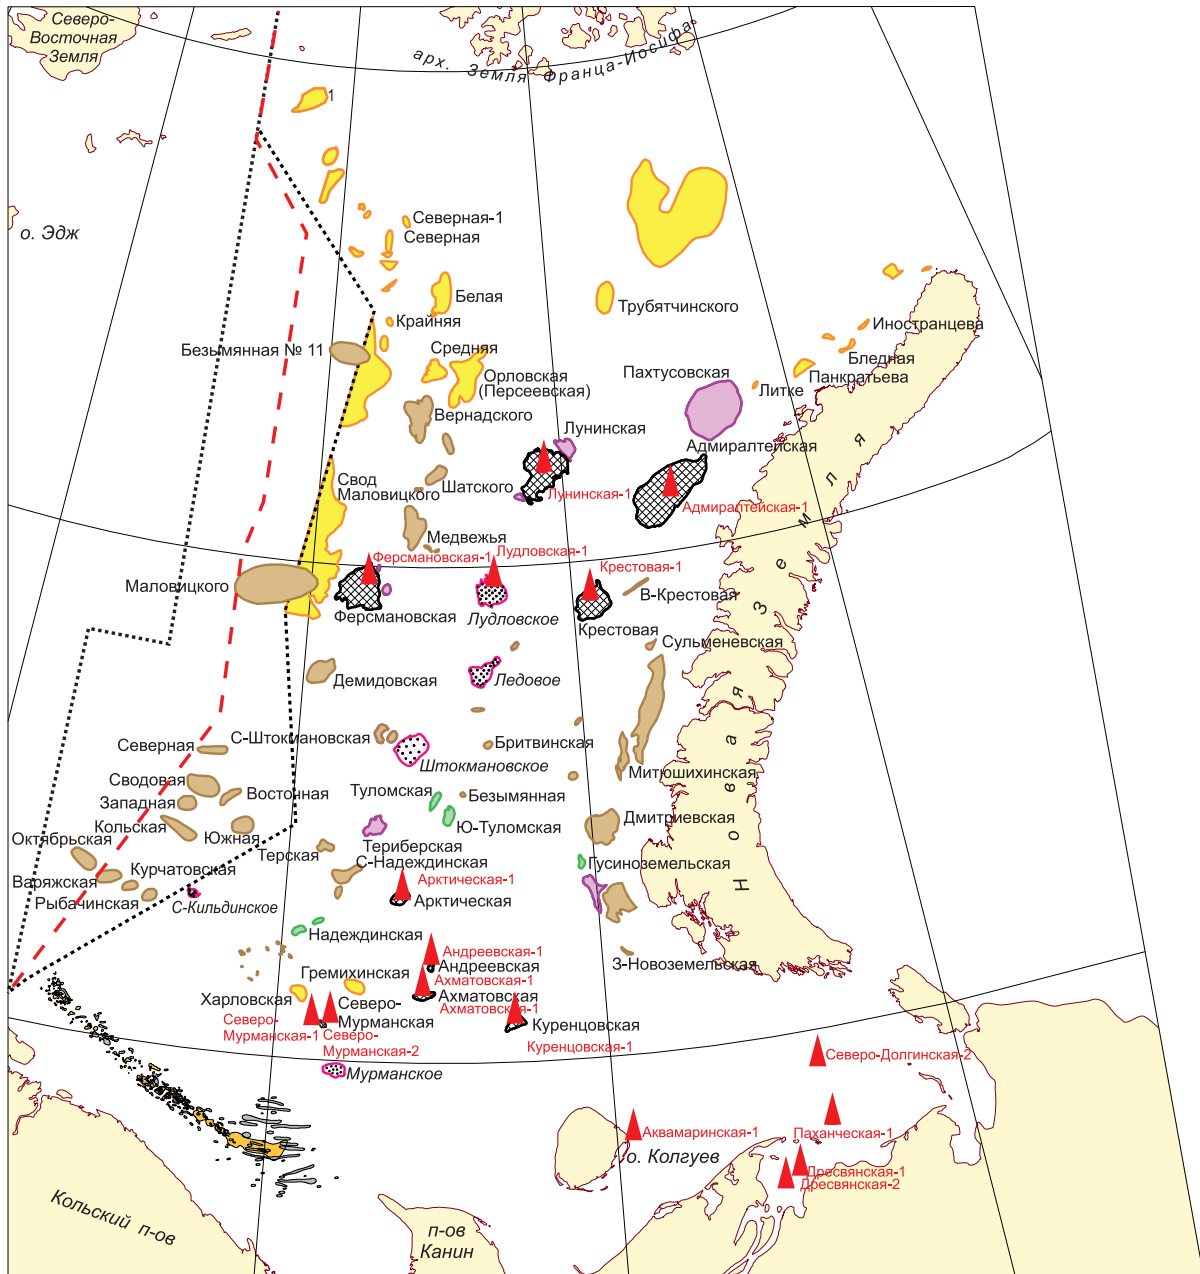 Северо-
Восточная
Земля
арх. Земля Франца-Иосифа
1
о. Эдж
Северная-1
Северная
Белая
Трубятчинского
Крайняя
Иностранцева
Безымянная № 11
Средняя
Бледная
Орловская
(Персеевская)
Пахтусовская
Панкратьева
Литке
Вернадского
Лунинская
Адмиралтейская
Свод
Маловицкого
Шатского
Лунинская-1
Адмиралтейская-1
Медвежья
Ферсмановская-1
Лудловская-1
Крестовая-1
Маловицкого
В-Крестовая
Ферсмановская
Лудловское
Крестовая
Новая Земля
Сульменевская
Демидовская
Ледовое
Северная
С-Штокмановская
Бритвинская
Штокмановское
Митюшихинская
Сводовая
Восточная
Западная
Туломская
Безымянная
Кольская
Южная
Ю-Туломская
Дмитриевская
Октябрьская
Терская
Териберская
С-Надеждинская
Гусиноземельская
Курчатовская
Варяжская
Арктическая-1
Рыбачинская
С-Кильдинское
Арктическая
Надеждинская
Андреевская-1
З-Новоземельская
Гремихинская
Андреевская
Ахматовская-1
Харловская
Северо-
Мурманская
Ахматовская
Ахматовская-1
Северо-
Мурманская-1
Северо-
Мурманская-2
Куренцовская
Куренцовская-1
Северо-Долгинская-2
Мурманское
Аквамаринская-1
Паханческая-1
о. Колгуев
Дресвянская-1
Дресвянская-2
Кольский п-ов
п-ов
Канин